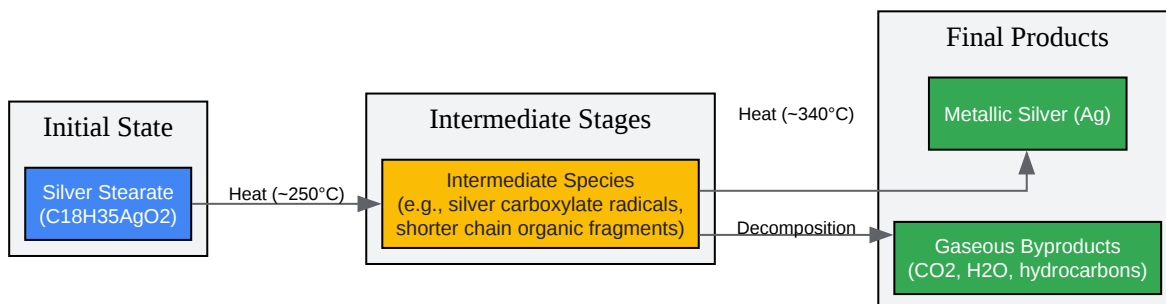 Initial State
Silver Stearate
(C18H35AgO2)
Heat (~250°C)
Intermediate Stages
Intermediate Species
(e.g., silver carboxylate radicals,
shorter chain organic fragments)
Heat (~340°C)
Decomposition
Final Products
Metallic Silver (Ag)
Gaseous Byproducts
(CO2, H2O, hydrocarbons)